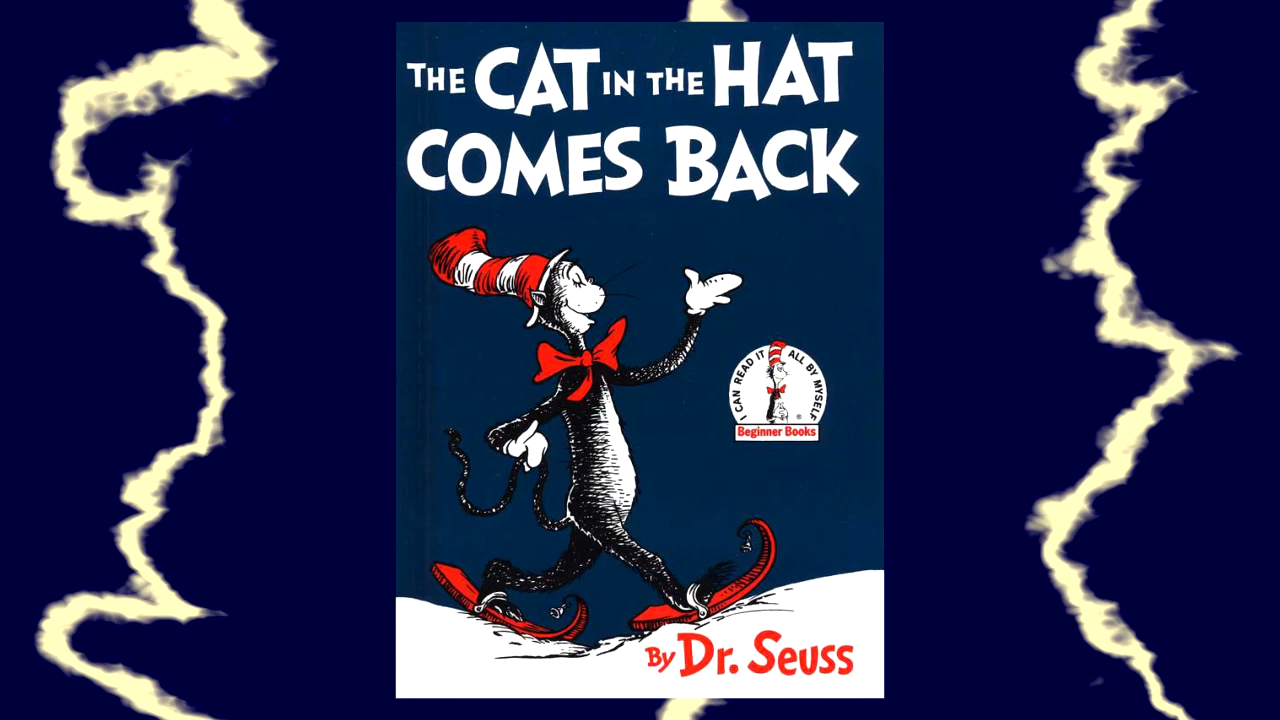 THE CAT IN THE HAT
COMES BACK
I CAN READ IT ALL BY MYSELF
®
Beginner Books
By Dr. Seuss